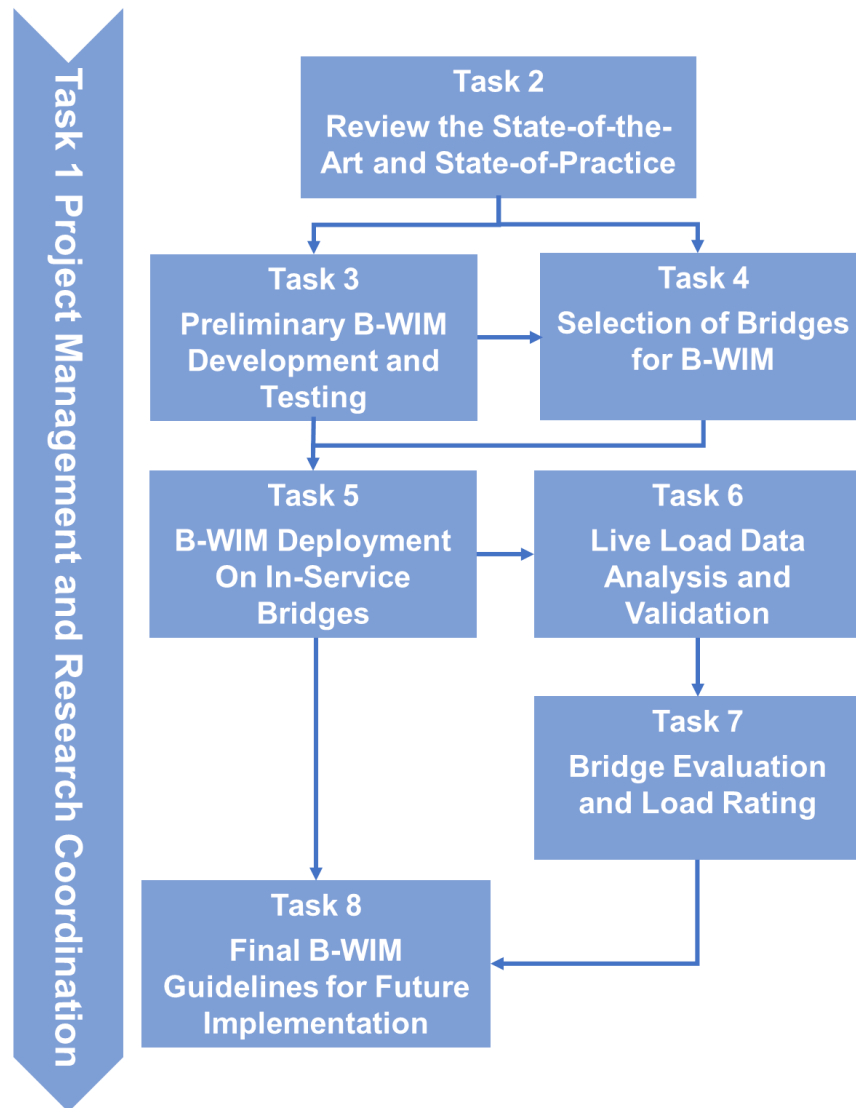 Task 1 Project Management and Research Coordination
Task 2
Review the State-of-the-
Art and State-of-Practice
Task 3
Preliminary B-WIM
Development and
Testing
Task 4
Selection of Bridges
for B-WIM
Task 5
B-WIM Deployment
On In-Service
Bridges
Task 6
Live Load Data
Analysis and
Validation
Task 7
Bridge Evaluation
and Load Rating
Task 8
Final B-WIM
Guidelines for Future
Implementation